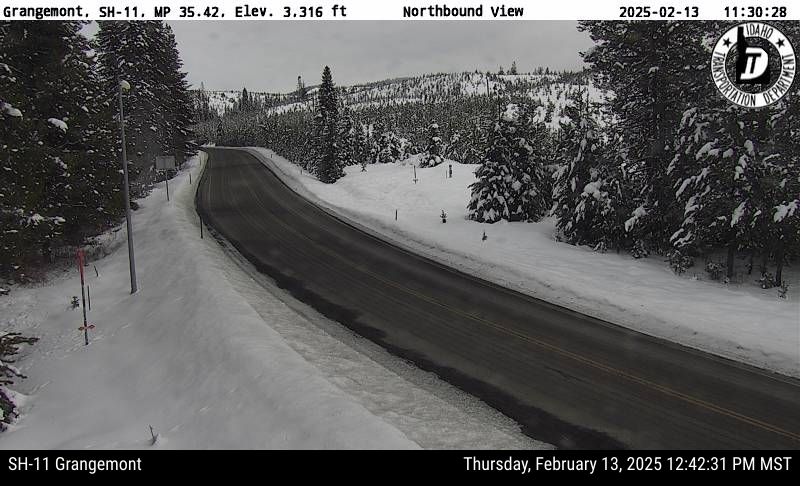 Grangemont, SH-11, MP 35.42, Elev. 3,316 ft Northbound View 2025-02-13 11:30:28
IDAHO
TRANSPORTATION DEPARTMENT
SH-11 Grangemont Thursday, February 13, 2025 12:42:31 PM MST